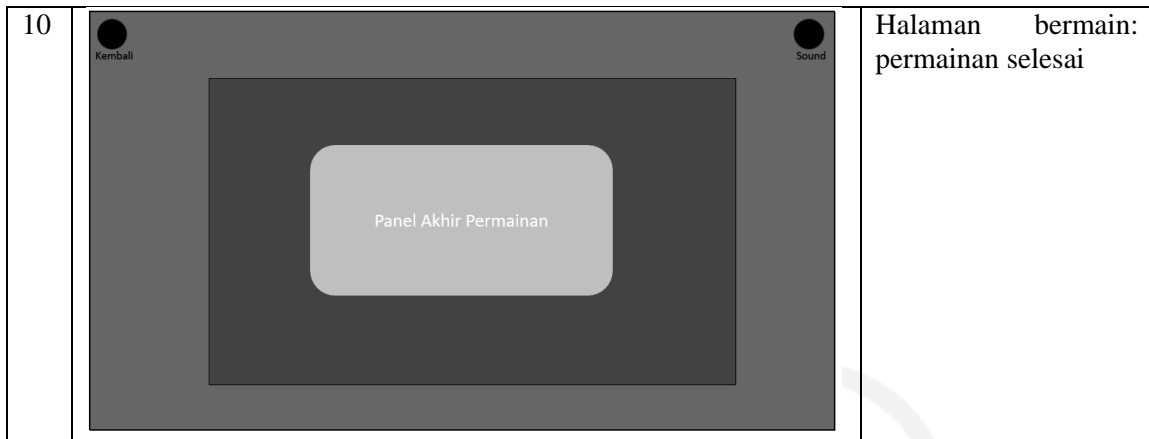 10
Kembali
Sound
Panel Akhir Permainan
Halaman bermain:
permainan selesai